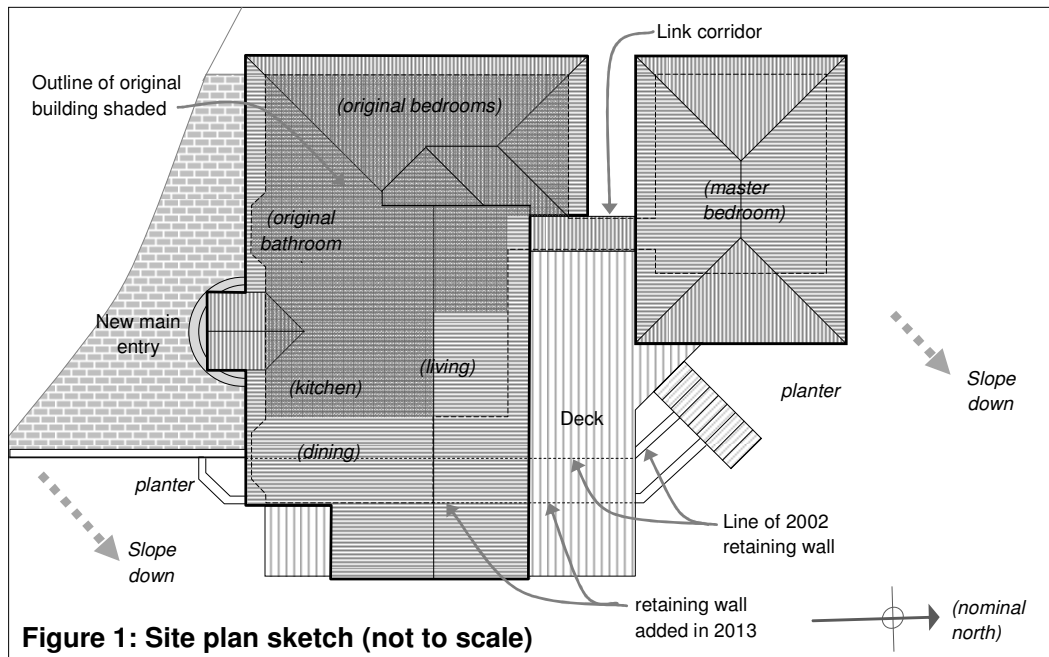 Link corridor
Outline of original
building shaded
(original bedrooms)
(master
bedroom)
(original
bathroom
New main
entry
(living)
(kitchen)
Deck
planter
Slope
down
(dining)
planter
Slope
down
Line of 2002
retaining wall
retaining wall
added in 2013
(nominal
north)
Figure 1: Site plan sketch (not to scale)